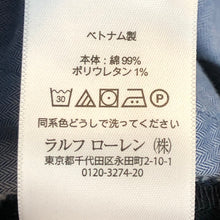 ベトナム製
本体:綿99%
ポリウレタン1%
30
P
同系色どうしで洗ってください
ラルフ ローレン (株)
東京都千代田区永田町2-10-1
0120-3274-20